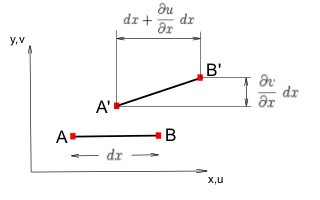 dx + ∂u/∂x dx
y,v
B'
A'
∂v/∂x dx
A
B
dx
x,u